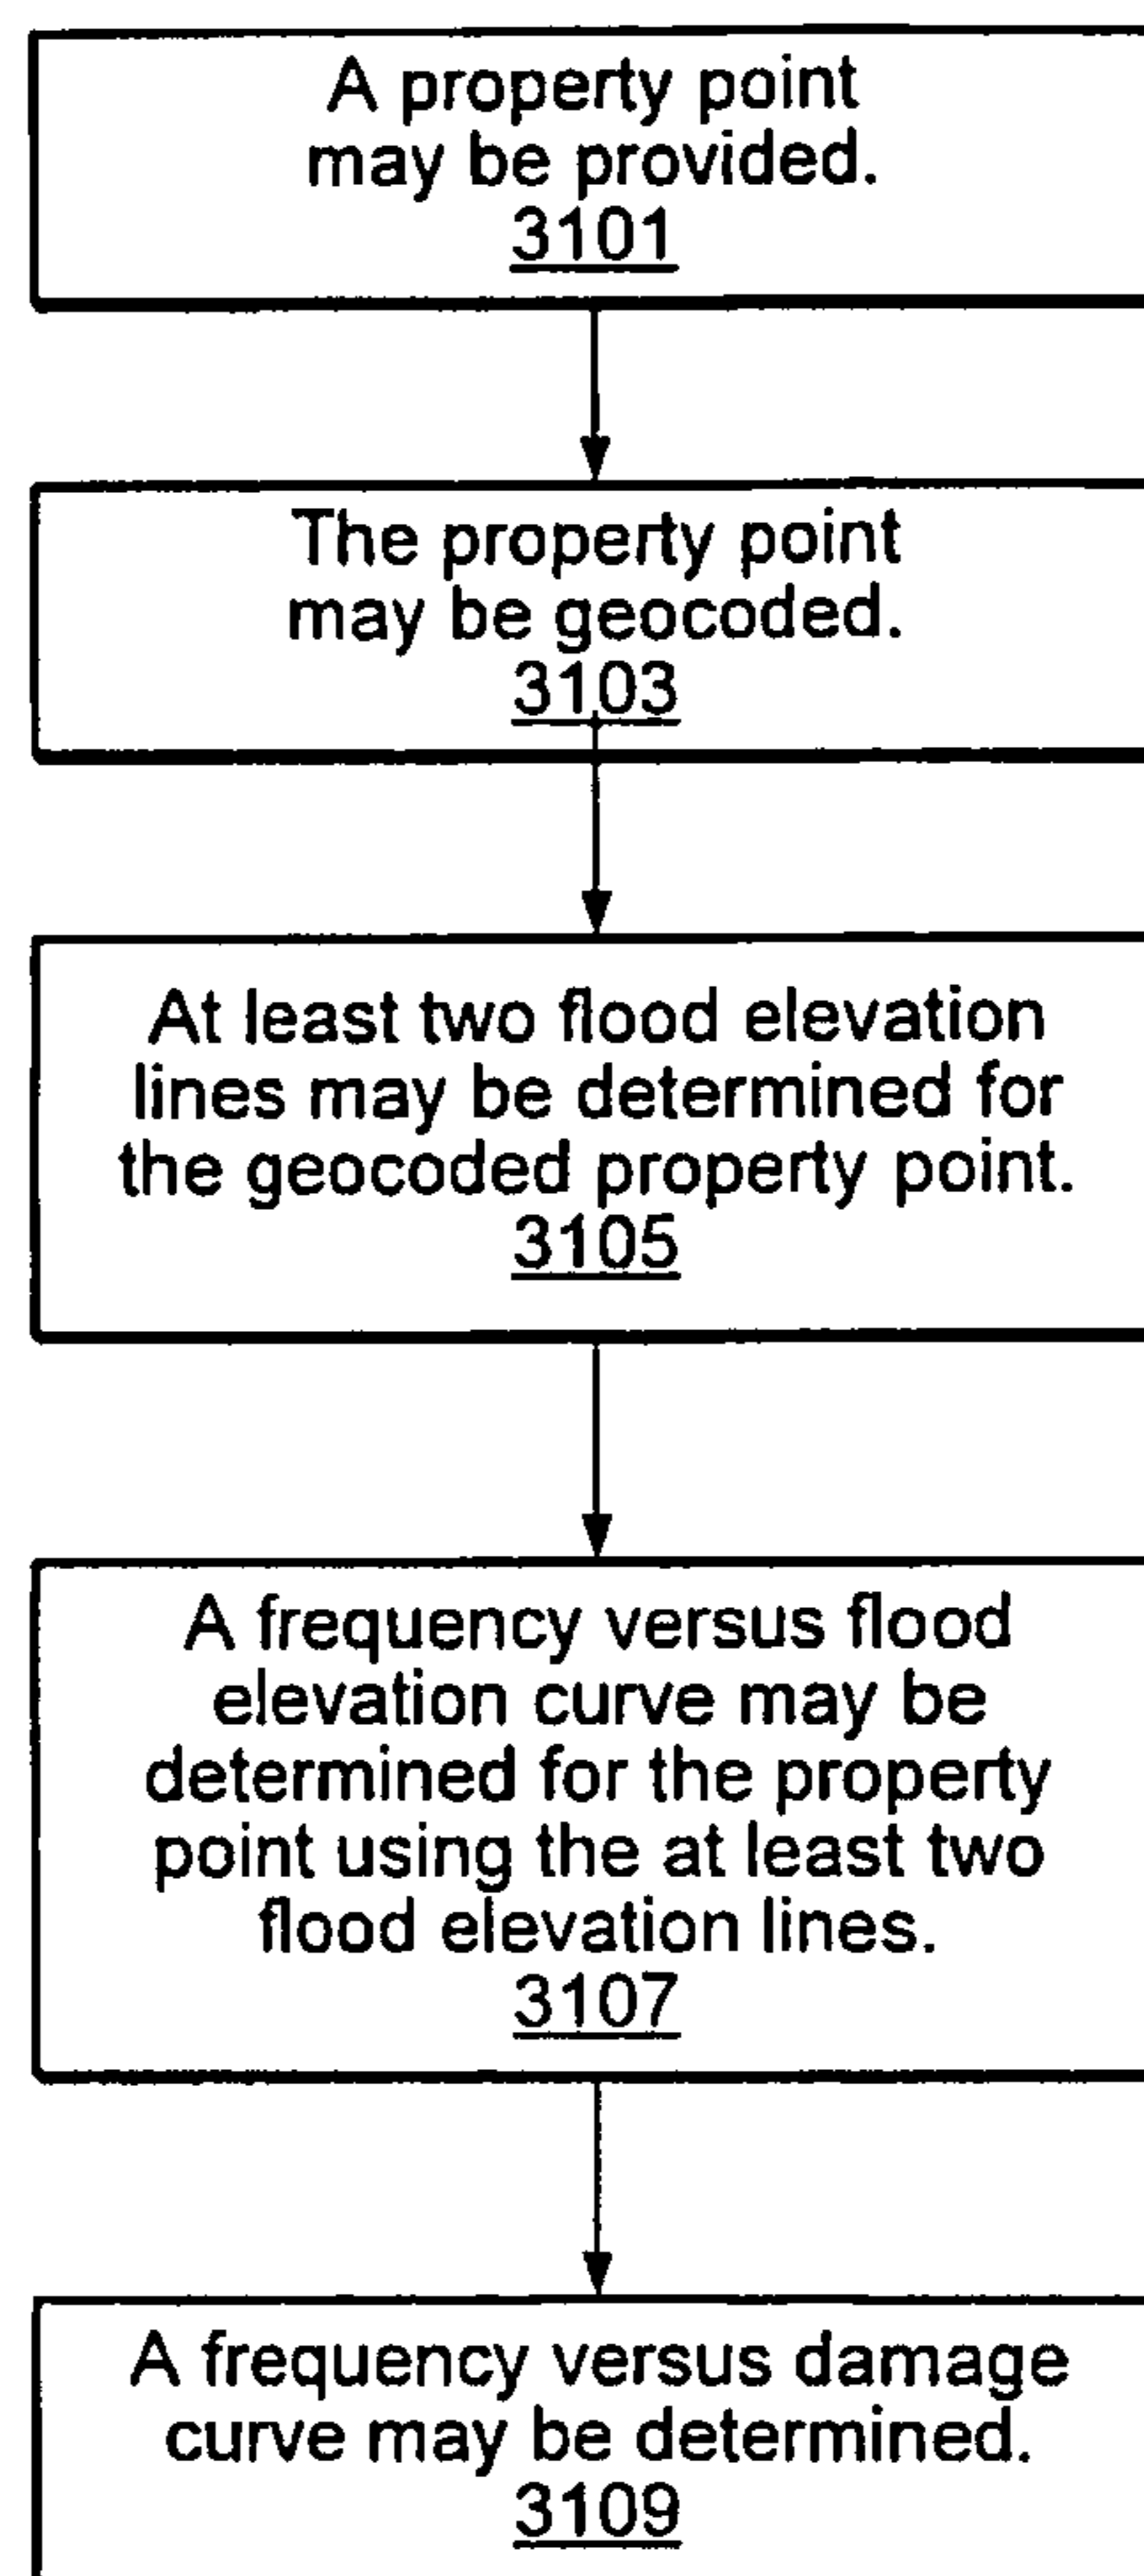 A property point
may be provided.
3101
The property point
may be geocoded.
3103
At least two flood elevation
lines may be determined for
the geocoded property point.
3105
A frequency versus flood
elevation curve may be
determined for the property
point using the at least two
flood elevation lines.
3107
A frequency versus damage
curve may be determined.
3109